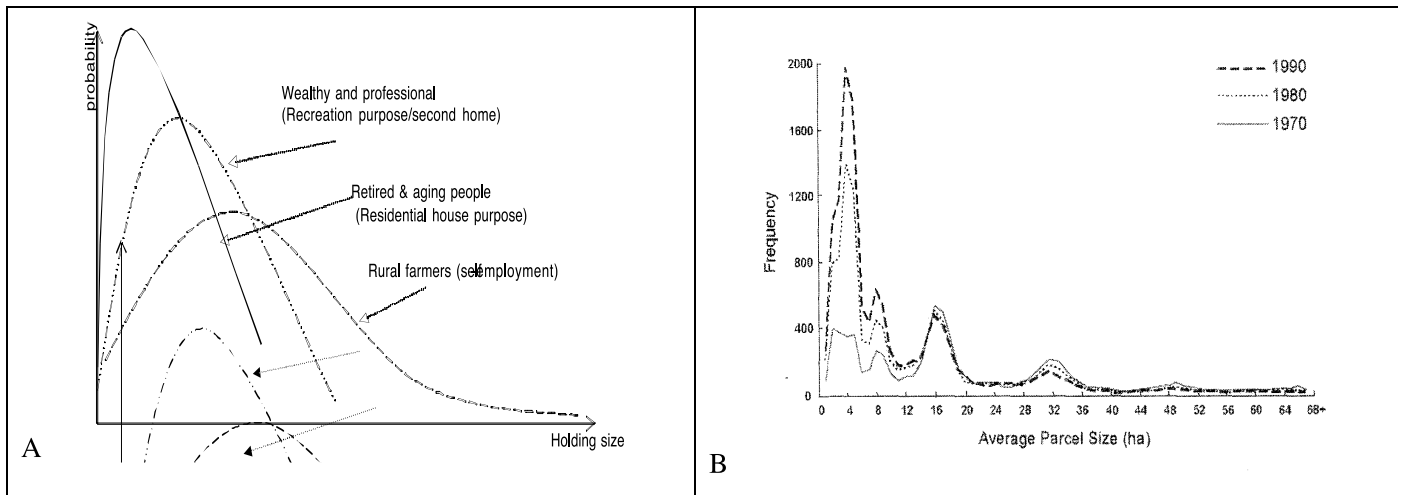 probability
Wealthy and professional
(Recreation purpose/second home)
Retired & aging people
(Residential house purpose)
Rural farmers (self-employment)
Holding size
A
2000
1600
1200
800
400
0
Frequency
1990
1980
1970
0 4 8 12 16 20 24 28 32 36 40 44 48 52 56 60 64 68+
Average Parcel Size (ha)
B